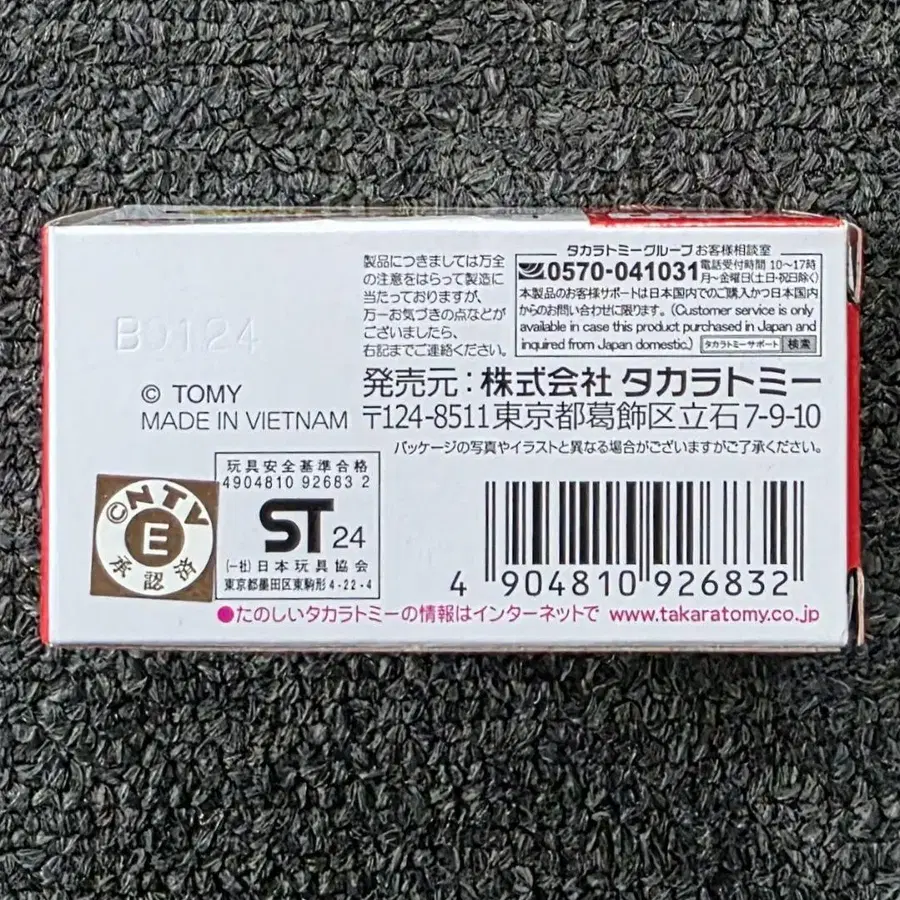 製品につきましては万全
の注意をはらって製造に
当たっておりますが、
万一お気づきの点などが
ございましたら、
右記までご連絡ください。
タカラトミーグループ お客様相談室
0570-041031 電話受付時間 10〜17時
月〜金曜日(土日・祝日除く)
本製品のお客様サポートは日本国内でのご購入かつ日本国内
からのお問い合わせに限ります。(Customer service is only
available in case this product purchased in Japan and
inquired from Japan domestic.) タカラトミーサポート 検索
B0124
© TOMY
MADE IN VIETNAM
発売元：株式会社 タカラトミー
〒124-8511 東京都葛飾区立石7-9-10
パッケージの写真やイラストと異なる場合がございますがご了承ください。
©NTV
E
承認済
玩具安全基準合格
4904810 92683 2
ST 24
(一社)日本玩具協会
東京都墨田区東駒形4-22-4
4 904810 926832
●たのしいタカラトミーの情報はインターネットで www.takaratomy.co.jp